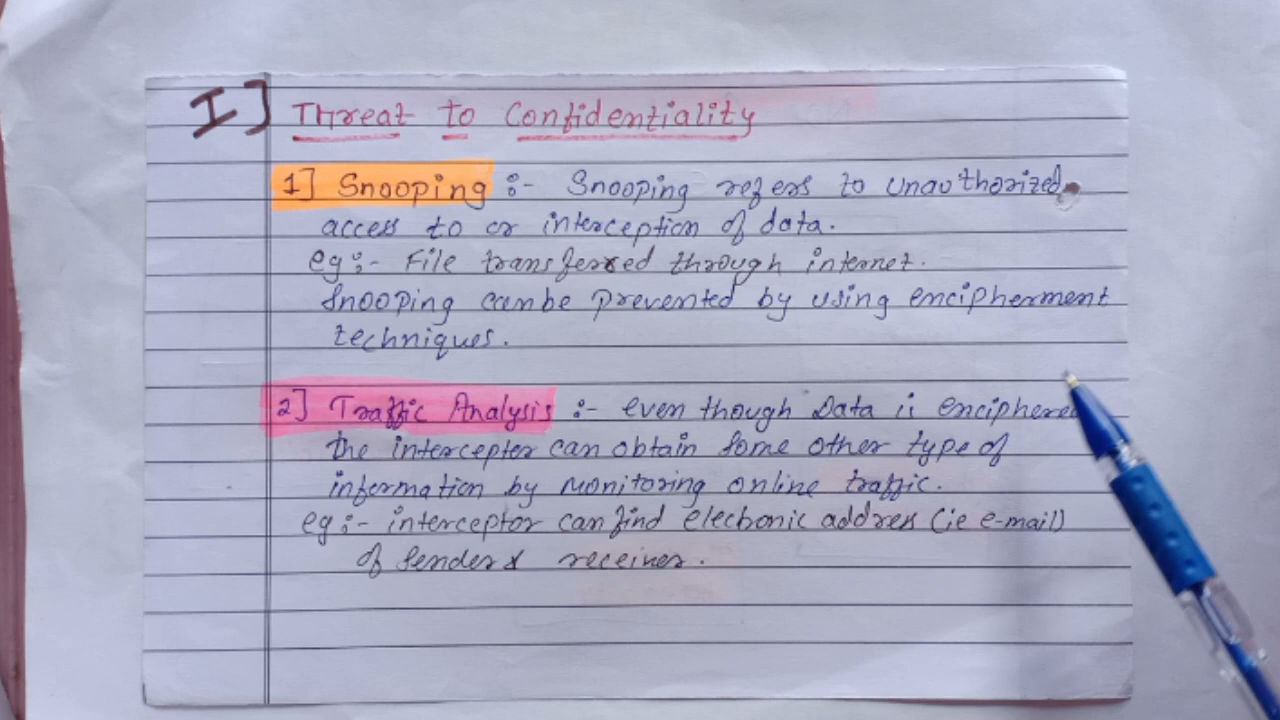 I] Threat to Confidentiality
1] Snooping :- Snooping refers to unauthorized
access to or interception of data.
eg:- File transferred through internet.
Snooping can be prevented by using encipherment
techniques.
2] Traffic Analysis :- even though Data is enciphered
the intercepter can obtain some other type of
information by monitoring online traffic.
eg:- interceptor can find electronic address (ie e-mail)
of sender & receiver.